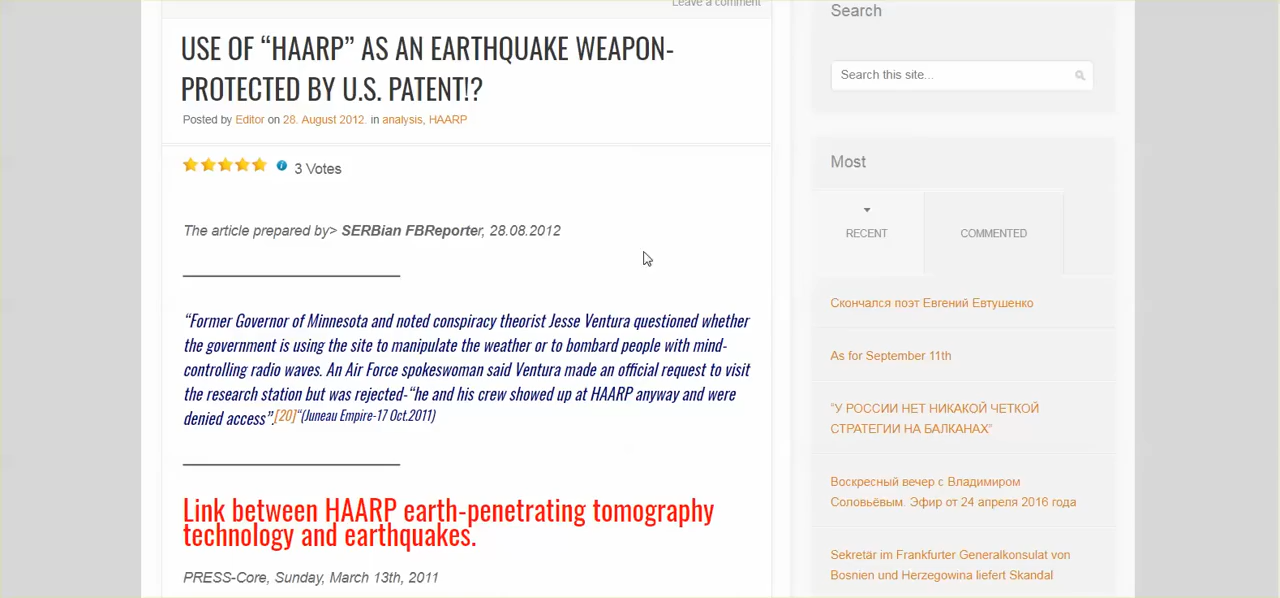 Leave a comment
USE OF “HAARP” AS AN EARTHQUAKE WEAPON-
PROTECTED BY U.S. PATENT!?
Posted by Editor on 28. August 2012. in analysis, HAARP
3 Votes
The article prepared by> SERBian FBReporter, 28.08.2012
“Former Governor of Minnesota and noted conspiracy theorist Jesse Ventura questioned whether
the government is using the site to manipulate the weather or to bombard people with mind-
controlling radio waves. An Air Force spokeswoman said Ventura made an official request to visit
the research station but was rejected-“he and his crew showed up at HAARP anyway and were
denied access”.[20]“(Juneau Empire-17 Oct.2011)
Link between HAARP earth-penetrating tomography
technology and earthquakes.
PRESS-Core, Sunday, March 13th, 2011
Search
Search this site...
Most
RECENT
COMMENTED
Скончался поэт Евгений Евтушенко
As for September 11th
"У РОССИИ НЕТ НИКАКОЙ ЧЕТКОЙ
СТРАТЕГИИ НА БАЛКАНАХ"
Воскресный вечер с Владимиром
Соловьёвым. Эфир от 24 апреля 2016 года
Sekretär im Frankfurter Generalkonsulat von
Bosnien und Herzegowina liefert Skandal